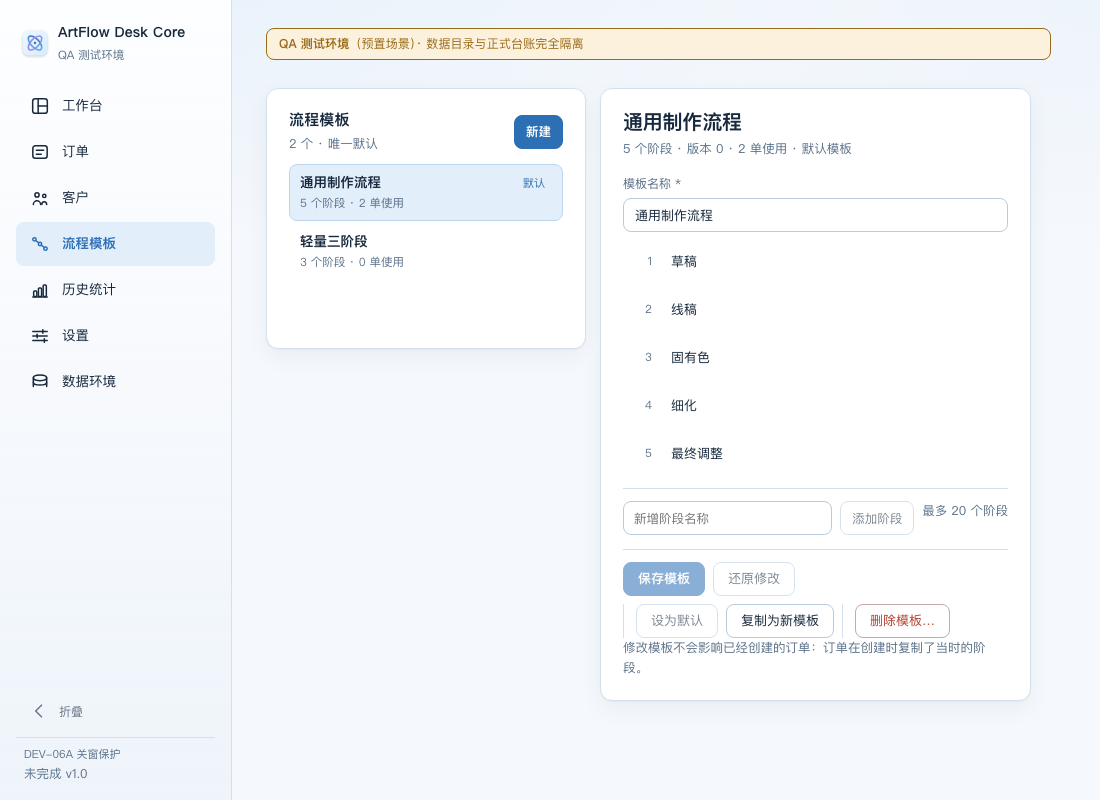 ArtFlow Desk Core
QA 测试环境
工作台
订单
客户
流程模板
历史统计
设置
数据环境
折叠
DEV-06A 关窗保护
未完成 v1.0
QA 测试环境（预置场景）· 数据目录与正式台账完全隔离
流程模板
2 个 · 唯一默认
新建
通用制作流程
默认
5 个阶段 · 2 单使用
轻量三阶段
3 个阶段 · 0 单使用
通用制作流程
5 个阶段 · 版本 0 · 2 单使用 · 默认模板
模板名称 *
通用制作流程
1 草稿
2 线稿
3 固有色
4 细化
5 最终调整
新增阶段名称
添加阶段
最多 20 个阶段
保存模板
还原修改
设为默认
复制为新模板
删除模板…
修改模板不会影响已经创建的订单：订单在创建时复制了当时的阶
段。